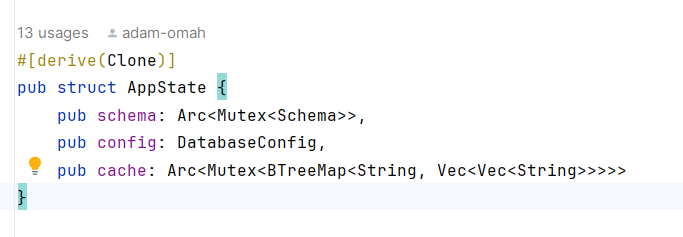 13 usages adam-omah
#[derive(Clone)]
pub struct AppState {
    pub schema: Arc<Mutex<Schema>>,
    pub config: DatabaseConfig,
    pub cache: Arc<Mutex<BTreeMap<String, Vec<Vec<String>>>>>
}